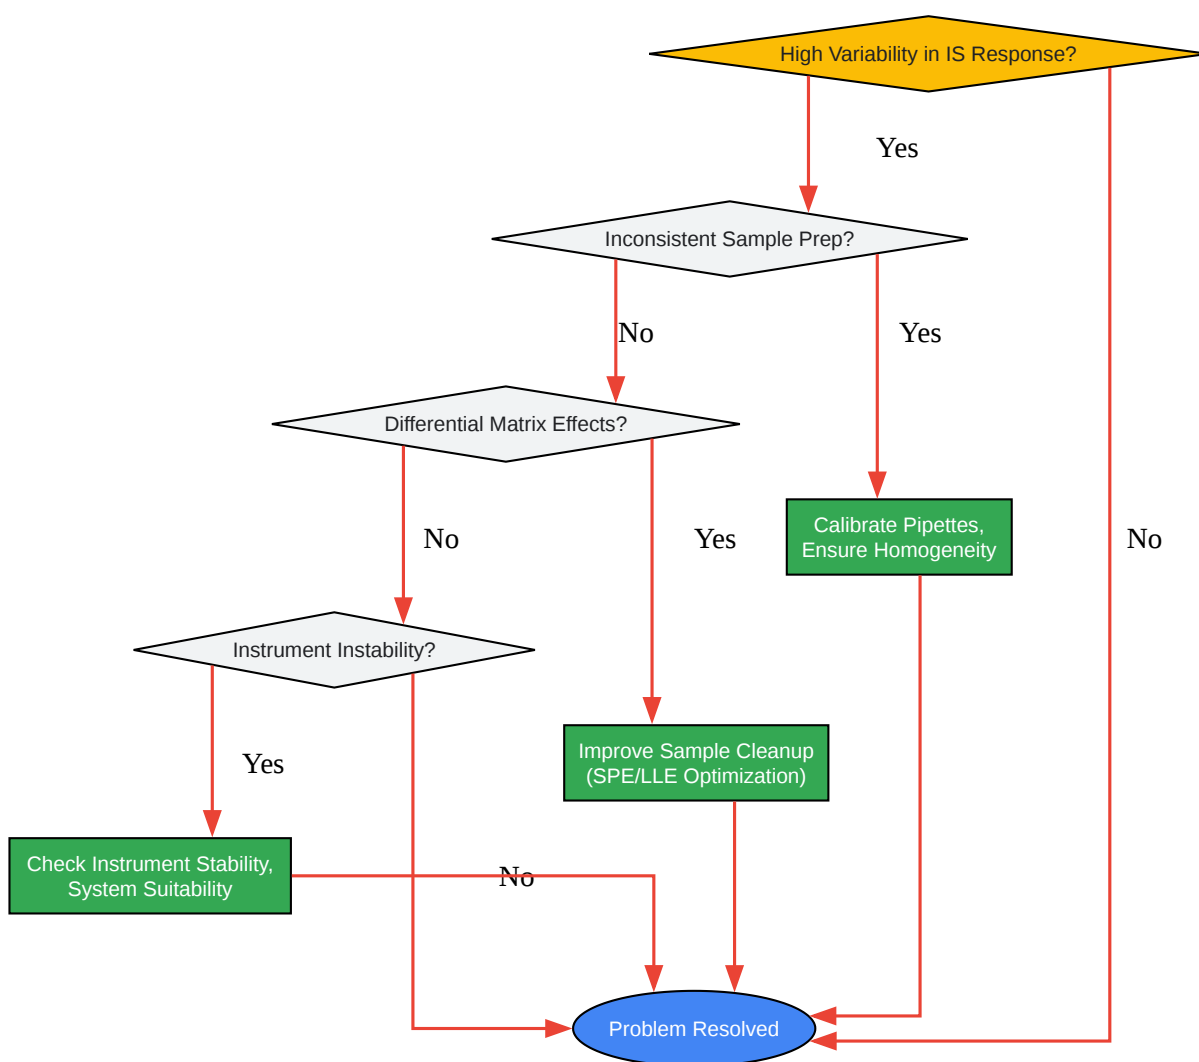 High Variability in IS Response?
Yes
Inconsistent Sample Prep?
No
Yes
Differential Matrix Effects?
No
Yes
Calibrate Pipettes,
Ensure Homogeneity
No
Instrument Instability?
Yes
Improve Sample Cleanup
(SPE/LLE Optimization)
Check Instrument Stability,
System Suitability
No
Problem Resolved